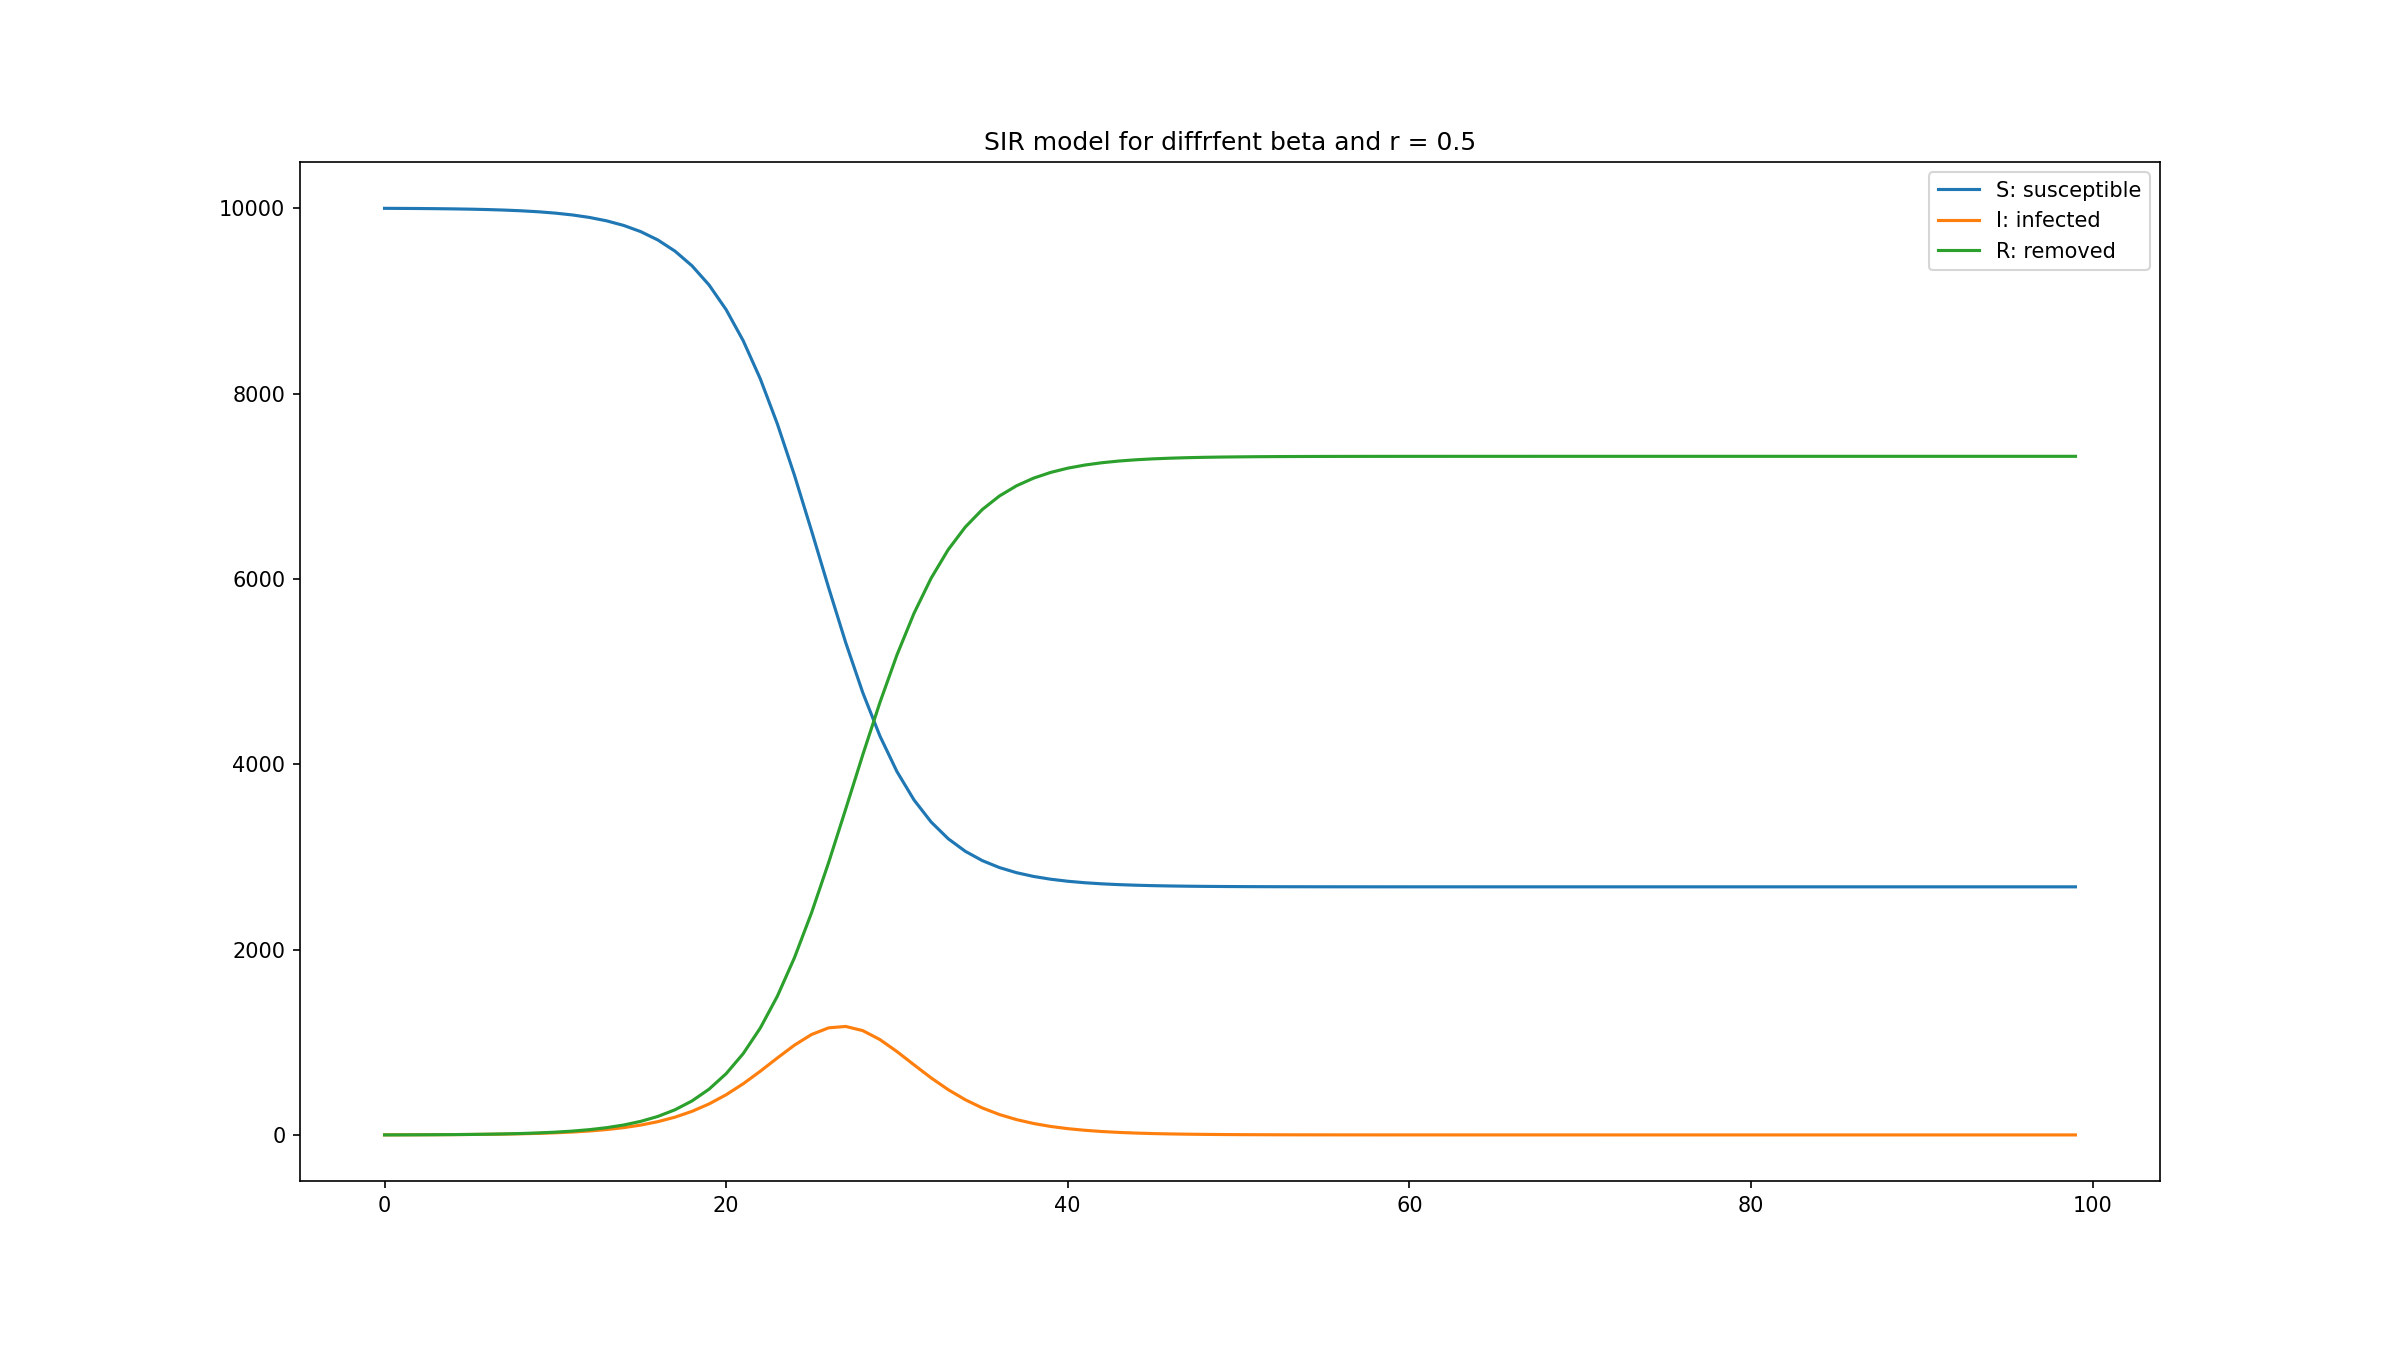 SIR model for diffrfent beta and r = 0.5
S: susceptible
I: infected
R: removed
10000
8000
6000
4000
2000
0
0 20 40 60 80 100